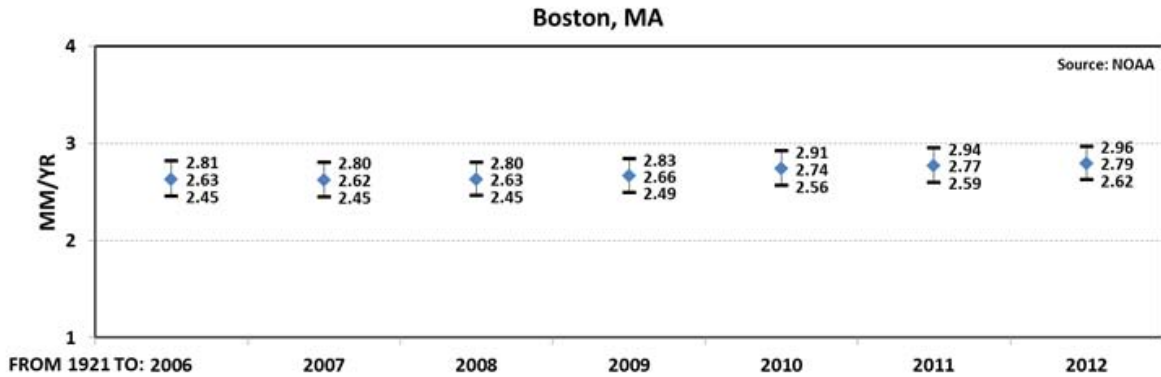 Boston, MA
4
Source: NOAA
3
2.81 2.80 2.80 2.83 2.91 2.94 2.96
2.63 2.62 2.63 2.66 2.74 2.77 2.79
2.45 2.45 2.45 2.49 2.56 2.59 2.62
MM/YR
2
1
FROM 1921 TO: 2006 2007 2008 2009 2010 2011 2012